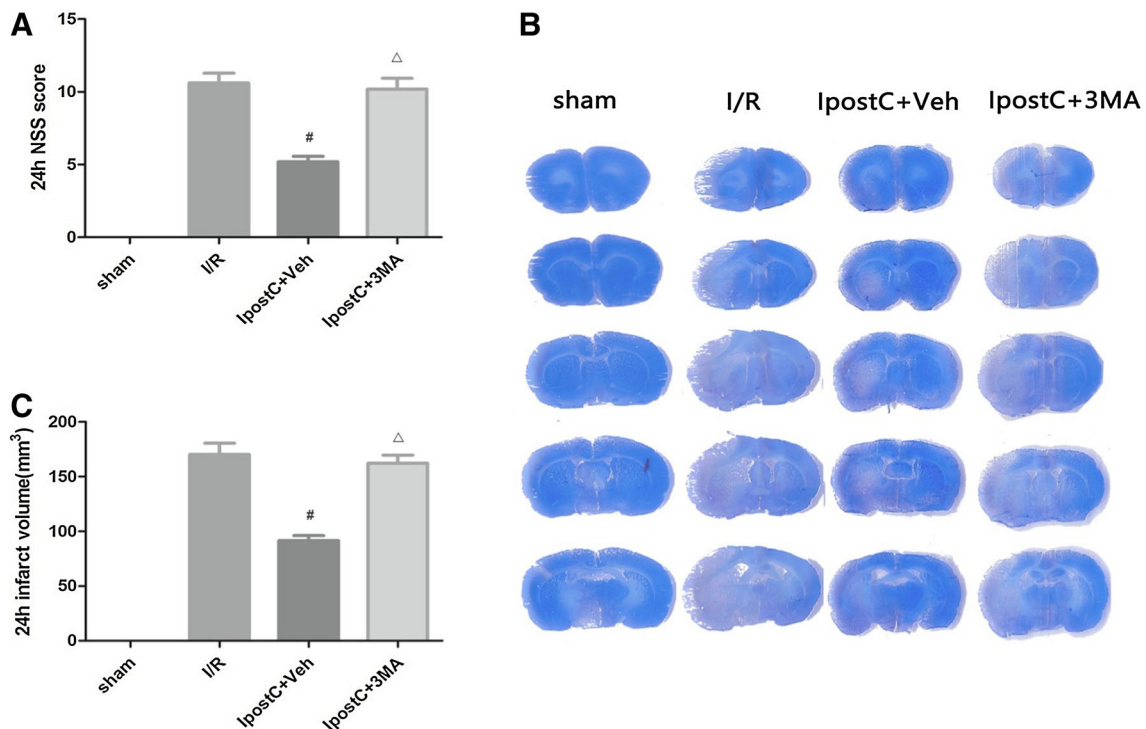 A
24h NSS score
15
10
5
0
△
#
sham
I/R
IpostC+Veh
IpostC+3MA
B
sham I/R IpostC+Veh IpostC+3MA
C
24h infarct volume(mm³)
200
150
100
50
0
△
#
sham
I/R
IpostC+Veh
IpostC+3MA